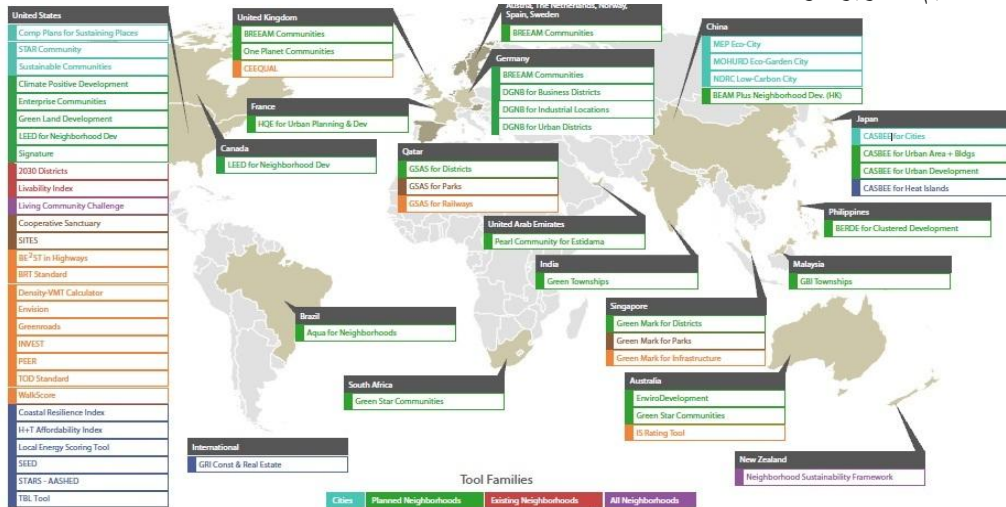 United States
Comp Plans for Sustaining Places
STAR Community
Sustainable Communities
Climate Positive Development
Enterprise Communities
Green Land Development
LEED for Neighborhood Dev
Signature
2030 Districts
Livability Index
Living Community Challenge
Cooperative Sanctuary
SITES
BE²ST in Highways
BRT Standard
Density-VMT Calculator
Envision
Greenroads
INVEST
PEER
TOD Standard
WalkScore
Coastal Resilience Index
H+T Affordability Index
Local Energy Scoring Tool
SEED
STARS - AASHED
TBL Tool
United Kingdom
BREEAM Communities
One Planet Communities
CEEQUAL
Austria, The Netherlands, Norway,
Spain, Sweden
BREEAM Communities
Germany
BREEAM Communities
DGNB for Business Districts
DGNB for Industrial Locations
DGNB for Urban Districts
China
MEP Eco-City
MOHURD Eco-Garden City
NDRC Low-Carbon City
BEAM Plus Neighborhood Dev. (HK)
France
HQE for Urban Planning & Dev
Canada
LEED for Neighborhood Dev
Qatar
GSAS for Districts
GSAS for Parks
GSAS for Railways
Japan
CASBEE for Cities
CASBEE for Urban Area + Bldgs
CASBEE for Urban Development
CASBEE for Heat Islands
United Arab Emirates
Pearl Community for Estidama
Philippines
BERDE for Clustered Development
India
Green Townships
Malaysia
GBI Townships
Brazil
Aqua for Neighborhoods
Singapore
Green Mark for Districts
Green Mark for Parks
Green Mark for Infrastructure
South Africa
Green Star Communities
Australia
EnviroDevelopment
Green Star Communities
IS Rating Tool
International
GRI Const & Real Estate
New Zealand
Neighborhood Sustainability Framework
Tool Families
Cities
Planned Neighborhoods
Existing Neighborhoods
All Neighborhoods